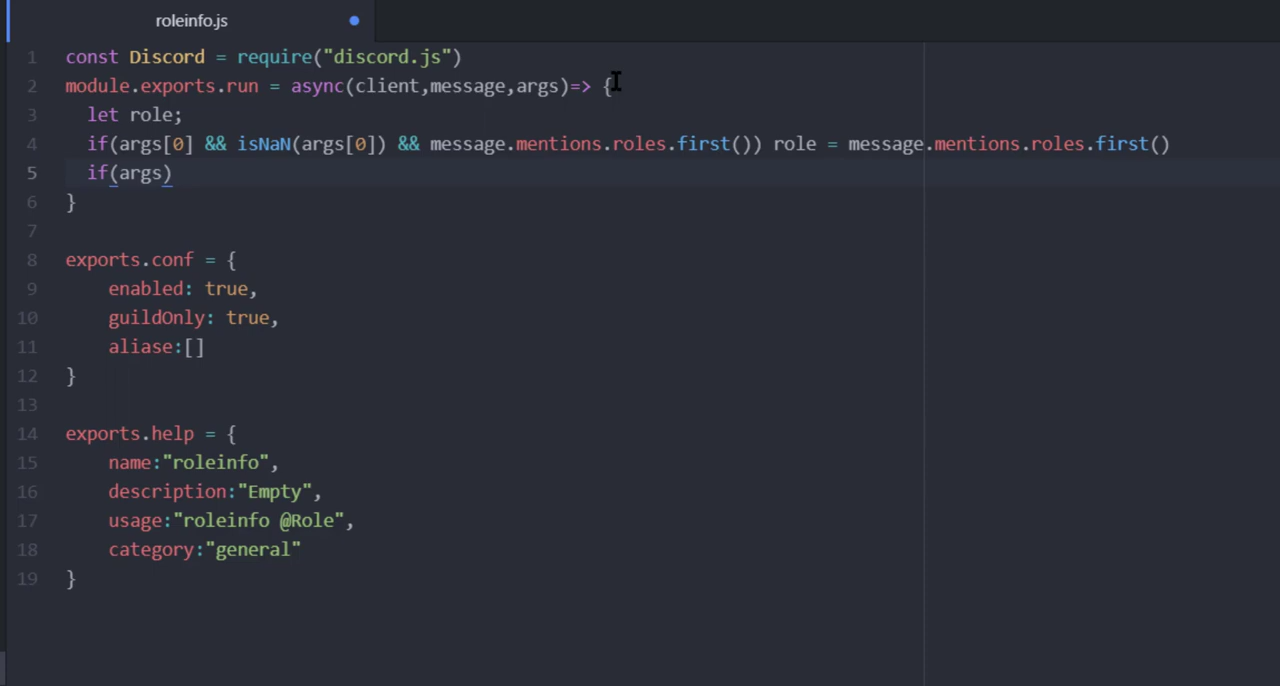 roleinfo.js
1 const Discord = require("discord.js")
2 module.exports.run = async(client,message,args)=> {
3   let role;
4   if(args[0] && isNaN(args[0]) && message.mentions.roles.first()) role = message.mentions.roles.first()
5   if(args)
6 }
7
8 exports.conf = {
9     enabled: true,
10     guildOnly: true,
11     aliase:[]
12 }
13
14 exports.help = {
15     name:"roleinfo",
16     description:"Empty",
17     usage:"roleinfo @Role",
18     category:"general"
19 }